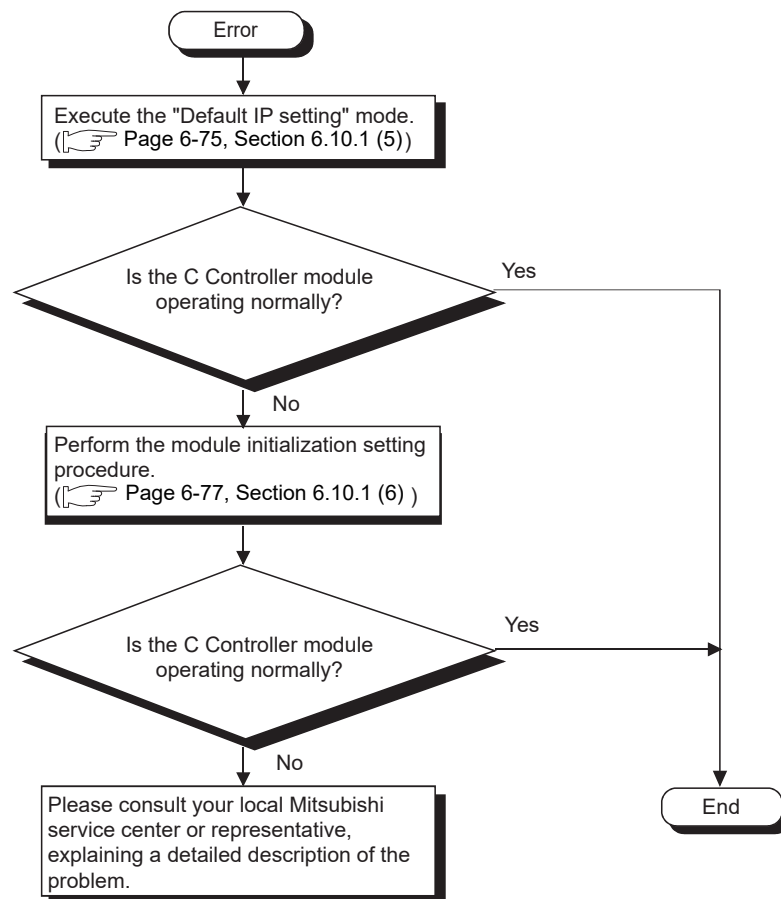 Error
Execute the "Default IP setting" mode.
( Page 6-75, Section 6.10.1 (5))
Is the C Controller module
operating normally?
Yes
No
Perform the module initialization setting
procedure.
( Page 6-77, Section 6.10.1 (6) )
Is the C Controller module
operating normally?
Yes
No
Please consult your local Mitsubishi
service center or representative,
explaining a detailed description of the
problem.
End